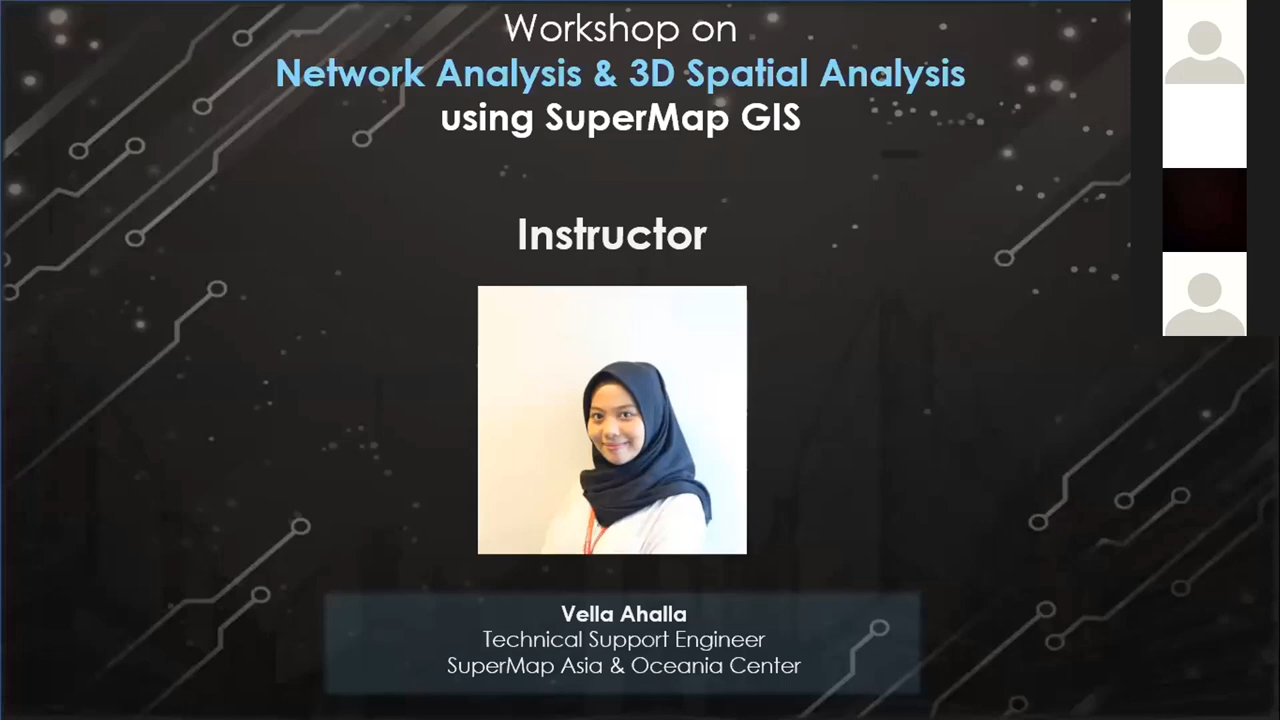 Workshop on
Network Analysis & 3D Spatial Analysis
using SuperMap GIS
Instructor
Vella Ahalla
Technical Support Engineer
SuperMap Asia & Oceania Center